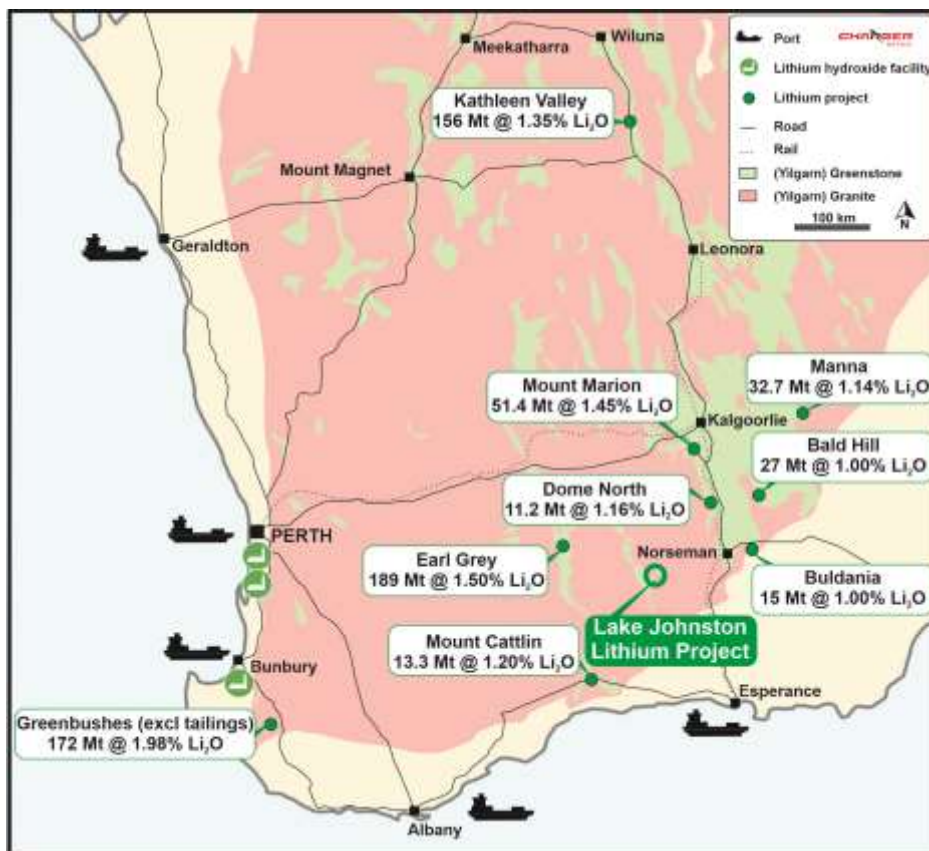 Port
CHARGER
METALS
Lithium hydroxide facility
Lithium project
Road
Rail
(Yilgarn) Greenstone
(Yilgarn) Granite
100 km
N
Meekatharra
Wiluna
Kathleen Valley
156 Mt @ 1.35% Li₂O
Mount Magnet
Geraldton
Leonora
Manna
32.7 Mt @ 1.14% Li₂O
Mount Marion
51.4 Mt @ 1.45% Li₂O
Kalgoorlie
Bald Hill
27 Mt @ 1.00% Li₂O
Dome North
11.2 Mt @ 1.16% Li₂O
PERTH
Earl Grey
189 Mt @ 1.50% Li₂O
Norseman
Buldania
15 Mt @ 1.00% Li₂O
Lake Johnston
Lithium Project
Mount Cattlin
13.3 Mt @ 1.20% Li₂O
Bunbury
Esperance
Greenbushes (excl tailings)
172 Mt @ 1.98% Li₂O
Albany